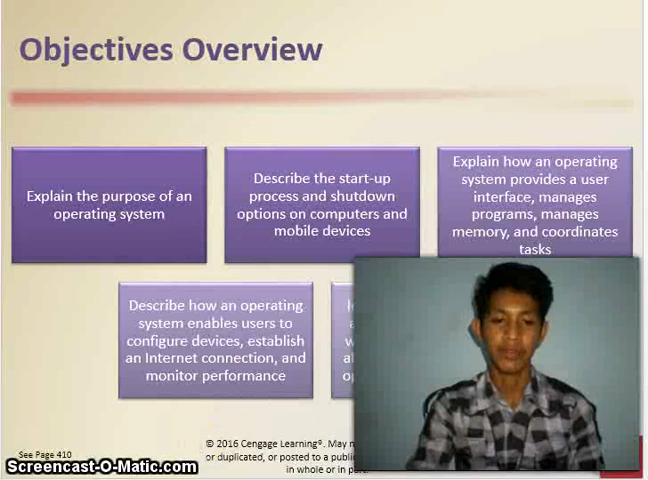 Objectives Overview
Explain the purpose of an
operating system
Describe the start-up
process and shutdown
options on computers and
mobile devices
Explain how an operating
system provides a user
interface, manages
programs, manages
memory, and coordinates
tasks
Describe how an operating
system enables users to
configure devices, establish
an Internet connection, and
monitor performance
See Page 410
© 2016 Cengage Learning®. May
or duplicated, or posted to a
in whole or in
Screencast-O-Matic.com